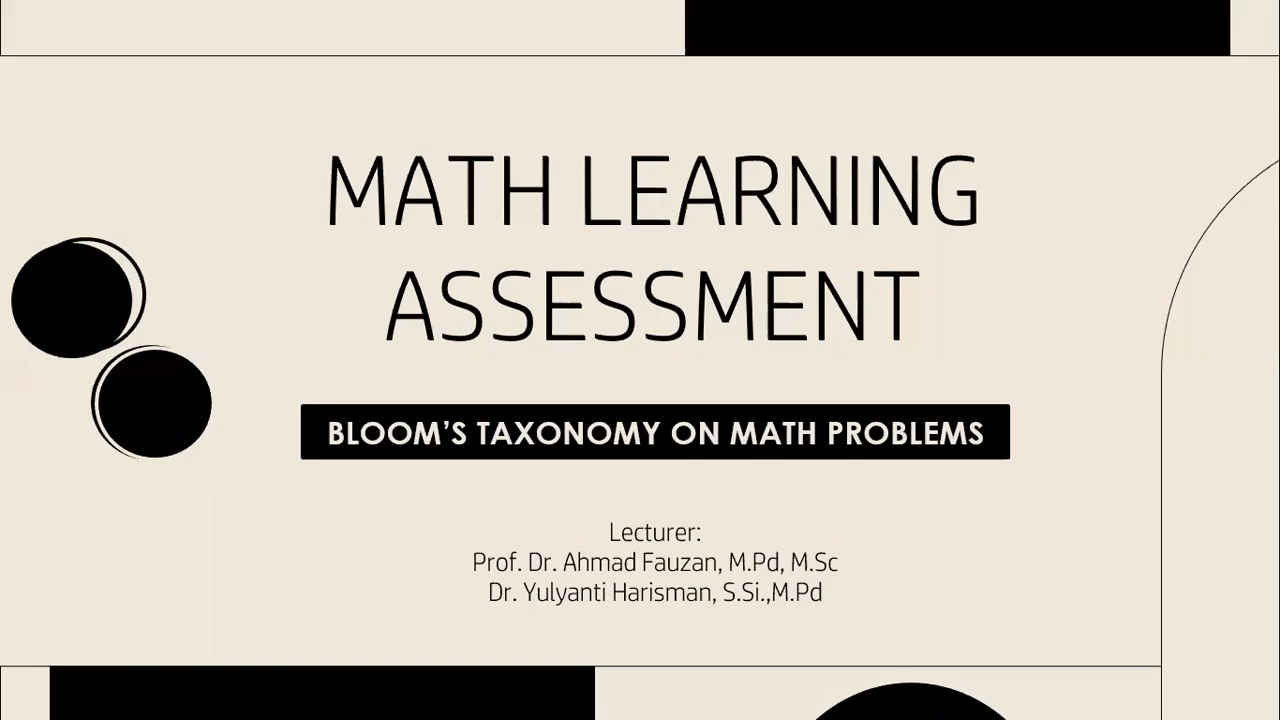 MATH LEARNING
ASSESSMENT
BLOOM'S TAXONOMY ON MATH PROBLEMS
Lecturer:
Prof. Dr. Ahmad Fauzan, M.Pd, M.Sc
Dr. Yulyanti Harisman, S.Si.,M.Pd